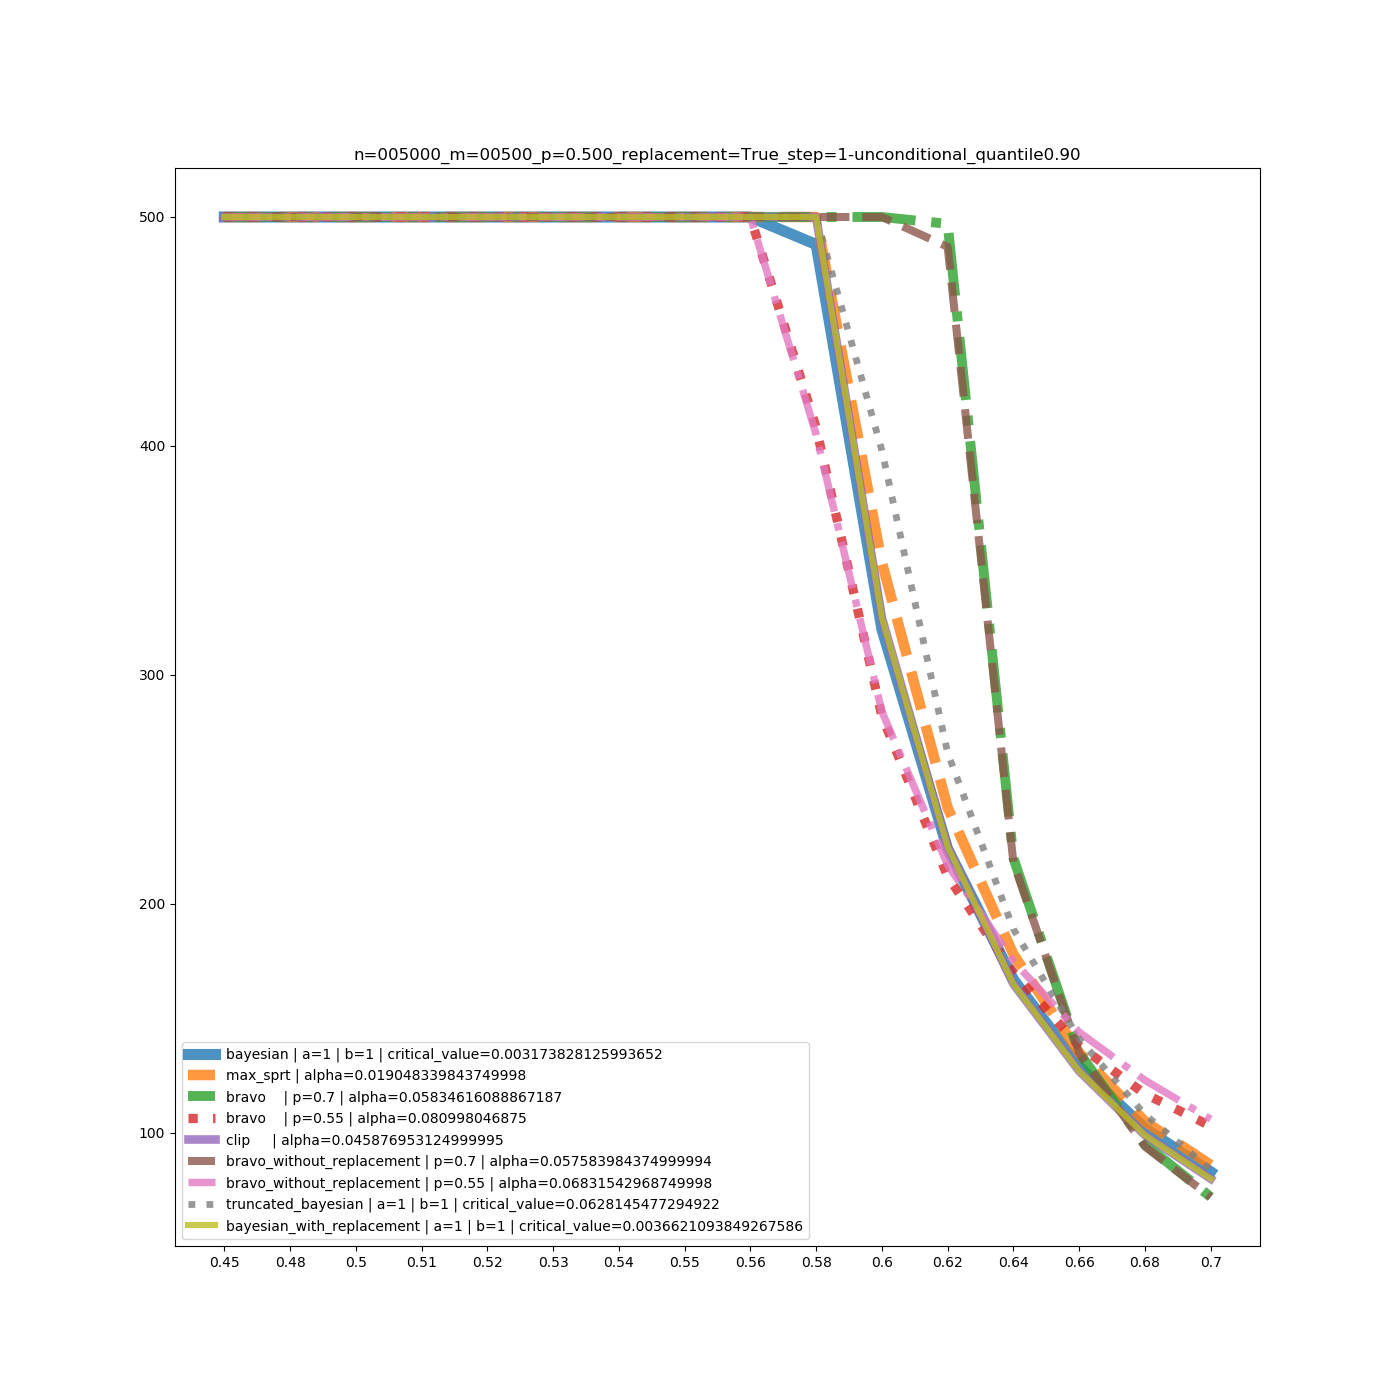 n=005000_m=00500_p=0.500_replacement=True_step=1-unconditional_quantile0.90
500
400
300
200
100
bayesian | a=1 | b=1 | critical_value=0.003173828125993652
max_sprt | alpha=0.019048339843749998
bravo | p=0.7 | alpha=0.05834616088867187
bravo | p=0.55 | alpha=0.080998046875
clip | alpha=0.045876953124999995
bravo_without_replacement | p=0.7 | alpha=0.057583984374999994
bravo_without_replacement | p=0.55 | alpha=0.06831542968749998
truncated_bayesian | a=1 | b=1 | critical_value=0.0628145477294922
bayesian_with_replacement | a=1 | b=1 | critical_value=0.0036621093849267586
0.45 0.48 0.5 0.51 0.52 0.53 0.54 0.55 0.56 0.58 0.6 0.62 0.64 0.66 0.68 0.7